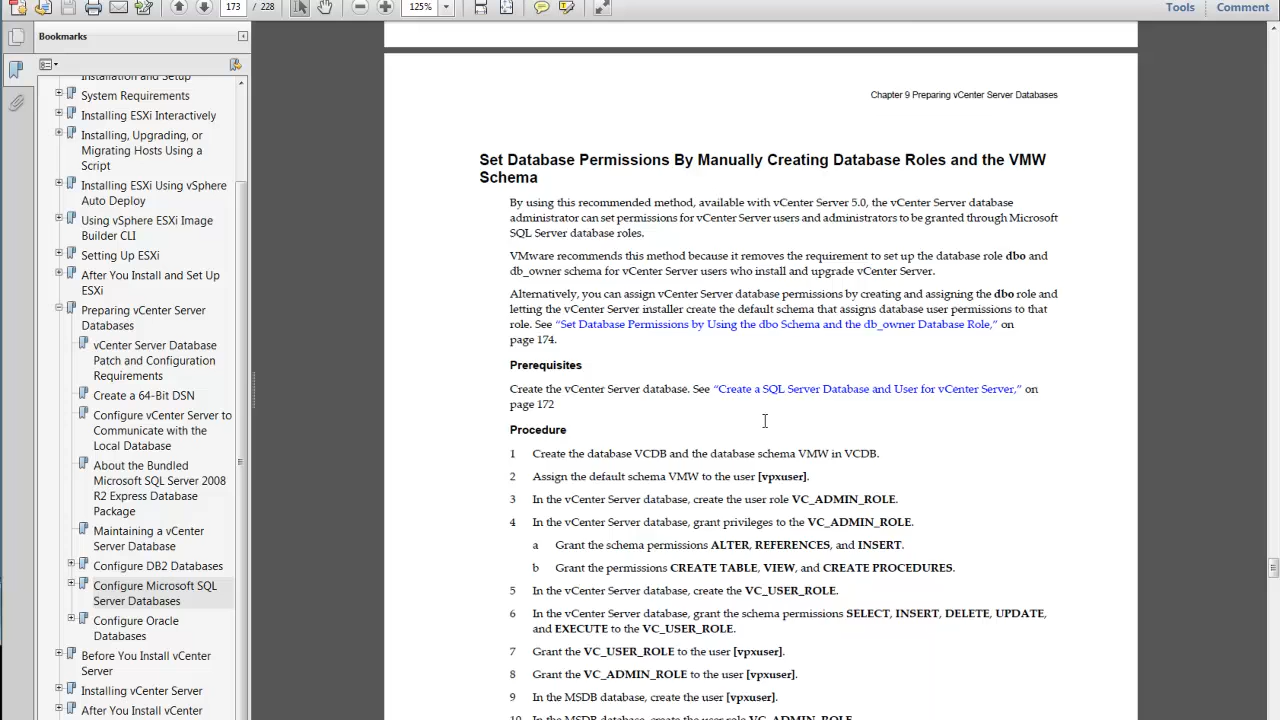 173 / 228
125%
Tools
Comment
Bookmarks
Installation and Setup
System Requirements
Installing ESXi Interactively
Installing, Upgrading, or
Migrating Hosts Using a
Script
Installing ESXi Using vSphere
Auto Deploy
Using vSphere ESXi Image
Builder CLI
Setting Up ESXi
After You Install and Set Up
ESXi
Preparing vCenter Server
Databases
vCenter Server Database
Patch and Configuration
Requirements
Create a 64-Bit DSN
Configure vCenter Server to
Communicate with the
Local Database
About the Bundled
Microsoft SQL Server 2008
R2 Express Database
Package
Maintaining a vCenter
Server Database
Configure DB2 Databases
Configure Microsoft SQL
Server Databases
Configure Oracle
Databases
Before You Install vCenter
Server
Installing vCenter Server
After You Install vCenter
Chapter 9 Preparing vCenter Server Databases
Set Database Permissions By Manually Creating Database Roles and the VMW
Schema
By using this recommended method, available with vCenter Server 5.0, the vCenter Server database
administrator can set permissions for vCenter Server users and administrators to be granted through Microsoft
SQL Server database roles.
VMware recommends this method because it removes the requirement to set up the database role dbo and
db_owner schema for vCenter Server users who install and upgrade vCenter Server.
Alternatively, you can assign vCenter Server database permissions by creating and assigning the dbo role and
letting the vCenter Server installer create the default schema that assigns database user permissions to that
role. See “Set Database Permissions by Using the dbo Schema and the db_owner Database Role,” on
page 174.
Prerequisites
Create the vCenter Server database. See “Create a SQL Server Database and User for vCenter Server,” on
page 172
Procedure
1 Create the database VCDB and the database schema VMW in VCDB.
2 Assign the default schema VMW to the user [vpxuser].
3 In the vCenter Server database, create the user role VC_ADMIN_ROLE.
4 In the vCenter Server database, grant privileges to the VC_ADMIN_ROLE.
a Grant the schema permissions ALTER, REFERENCES, and INSERT.
b Grant the permissions CREATE TABLE, VIEW, and CREATE PROCEDURES.
5 In the vCenter Server database, create the VC_USER_ROLE.
6 In the vCenter Server database, grant the schema permissions SELECT, INSERT, DELETE, UPDATE,
and EXECUTE to the VC_USER_ROLE.
7 Grant the VC_USER_ROLE to the user [vpxuser].
8 Grant the VC_ADMIN_ROLE to the user [vpxuser].
9 In the MSDB database, create the user [vpxuser].
10 In the MSDB database, create the user role VC_ADMIN_ROLE.